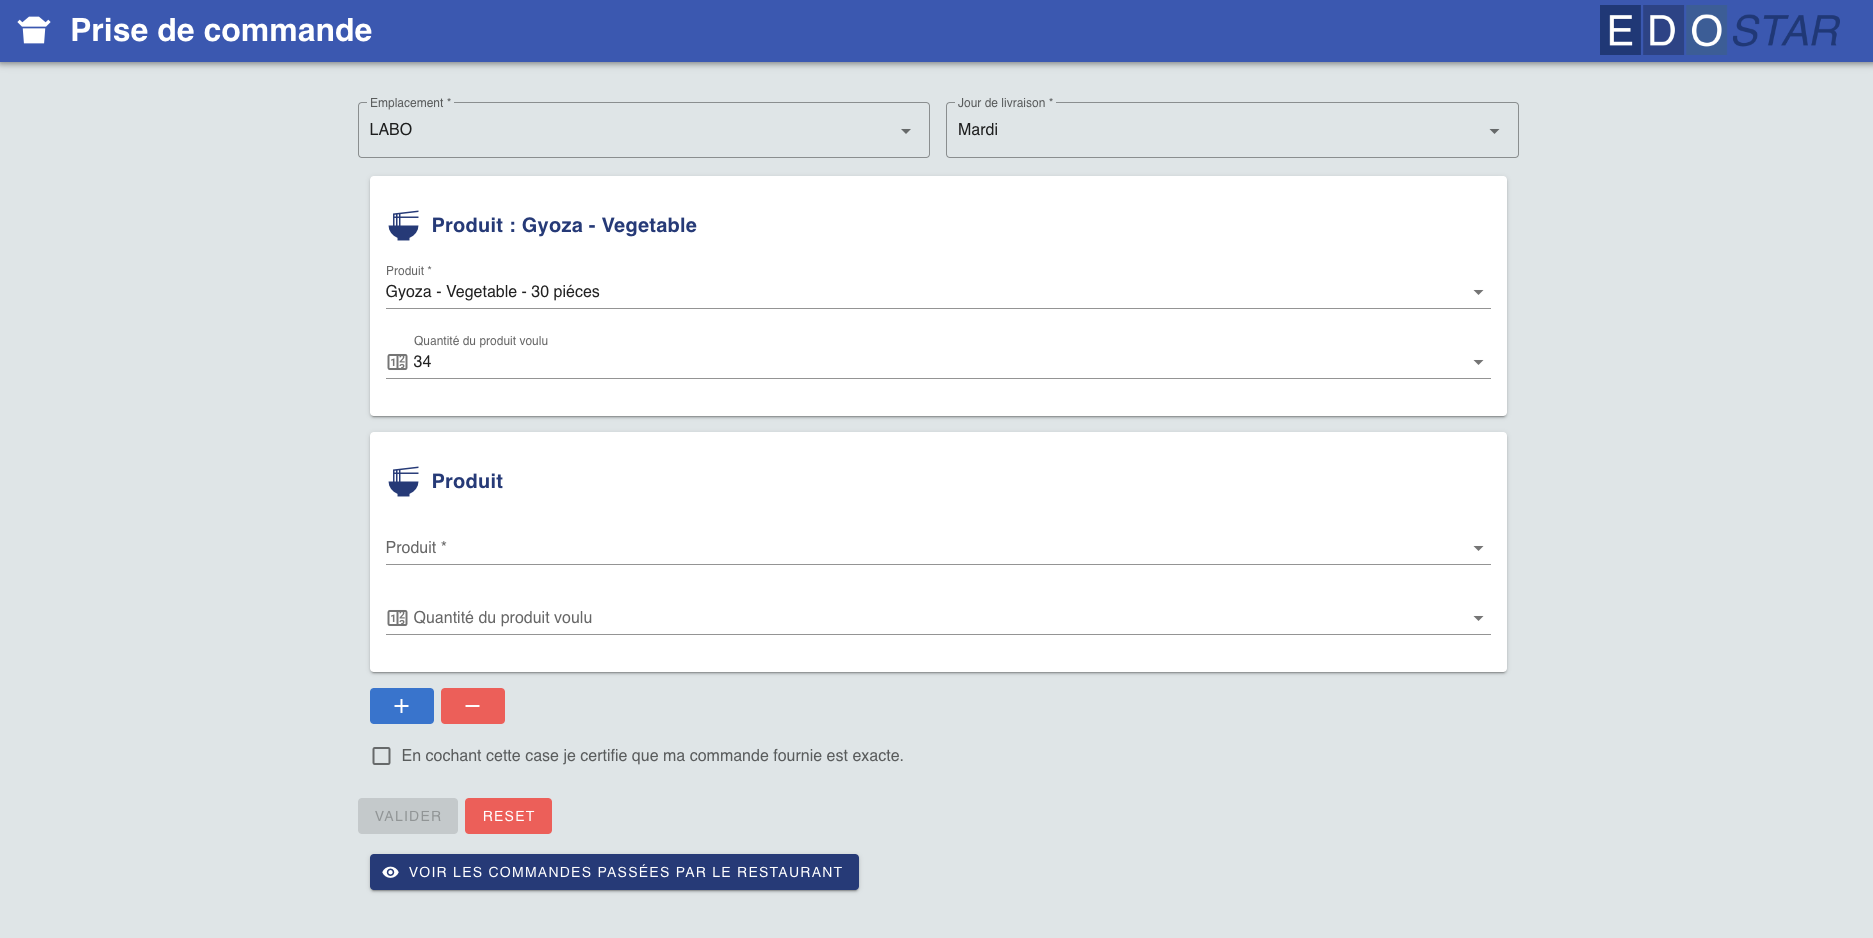 Prise de commande
EDOSTAR
Emplacement *
LABO
Jour de livraison *
Mardi
Produit : Gyoza - Vegetable
Produit *
Gyoza - Vegetable - 30 piéces
Quantité du produit voulu
34
Produit
Produit *
Quantité du produit voulu
+ −
En cochant cette case je certifie que ma commande fournie est exacte.
VALIDER RESET
VOIR LES COMMANDES PASSÉES PAR LE RESTAURANT